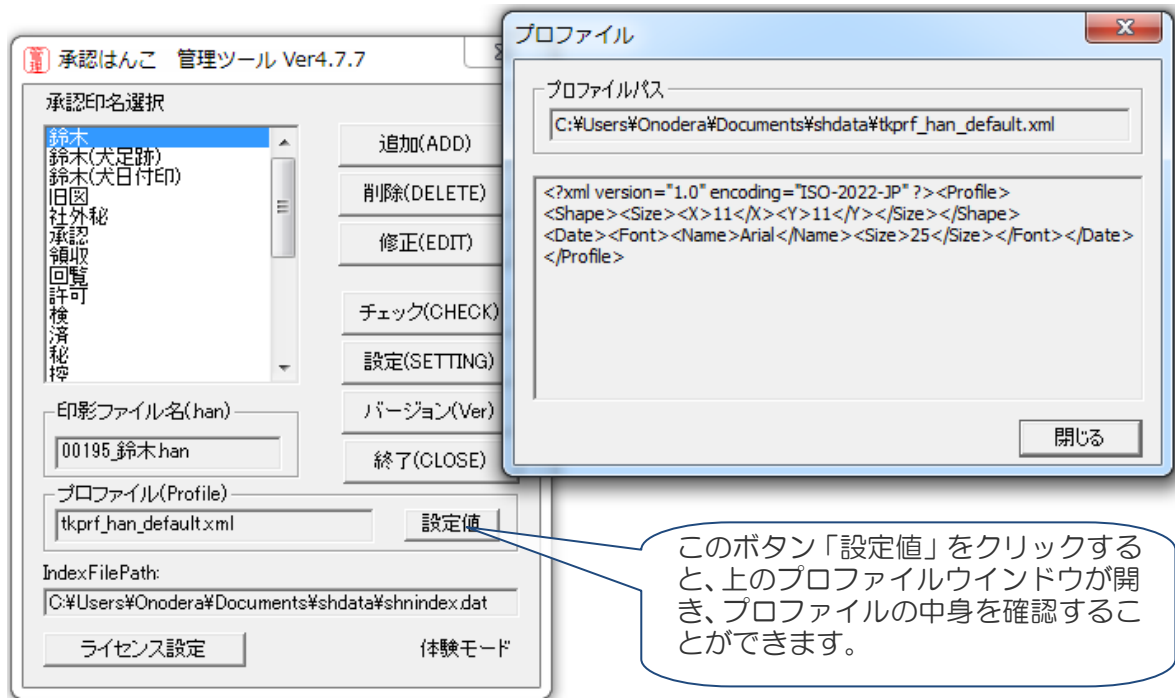 管理
承認はんこ 管理ツール Ver4.7.7
承認印名選択
鈴木
鈴木(犬足跡)
鈴木(犬日付印)
旧図
社外秘
承認
領収
回覧
許可
検
済
秘
控
追加(ADD)
削除(DELETE)
修正(EDIT)
チェック(CHECK)
設定(SETTING)
バージョン(Ver)
終了(CLOSE)
印影ファイル名(han)
00195_鈴木.han
プロファイル(Profile)
tkprf_han_default.xml
設定値
IndexFilePath:
C:¥Users¥Onodera¥Documents¥shdata¥shnindex.dat
ライセンス設定
体験モード
プロファイル
プロファイルパス
C:¥Users¥Onodera¥Documents¥shdata¥tkprf_han_default.xml
<?xml version="1.0" encoding="ISO-2022-JP" ?><Profile>
<Shape><Size><X>11</X><Y>11</Y></Size></Shape>
<Date><Font><Name>Arial</Name><Size>25</Size></Font></Date>
</Profile>
閉じる
このボタン「設定値」をクリックする
と、上のプロファイルウインドウが開
き、プロファイルの中身を確認するこ
とができます。